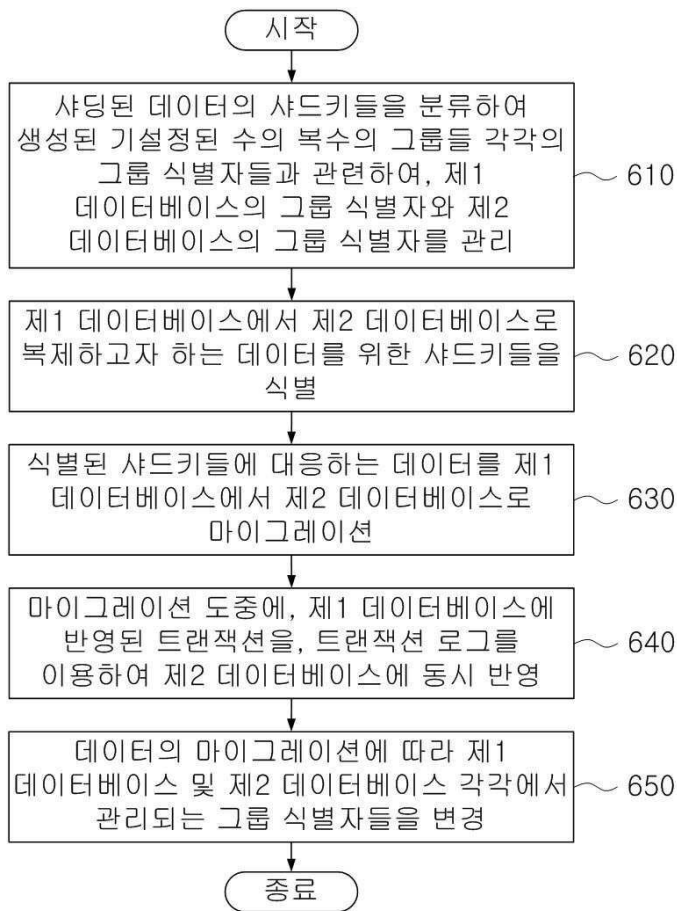 시작
샤딩된 데이터의 샤드키들을 분류하여
생성된 기설정된 수의 복수의 그룹들 각각의
그룹 식별자들과 관련하여, 제1
데이터베이스의 그룹 식별자와 제2
데이터베이스의 그룹 식별자를 관리
610
제1 데이터베이스에서 제2 데이터베이스로
복제하고자 하는 데이터를 위한 샤드키들을
식별
620
식별된 샤드키들에 대응하는 데이터를 제1
데이터베이스에서 제2 데이터베이스로
마이그레이션
630
마이그레이션 도중에, 제1 데이터베이스에
반영된 트랜잭션을, 트랜잭션 로그를
이용하여 제2 데이터베이스에 동시 반영
640
데이터의 마이그레이션에 따라 제1
데이터베이스 및 제2 데이터베이스 각각에서
관리되는 그룹 식별자들을 변경
650
종료